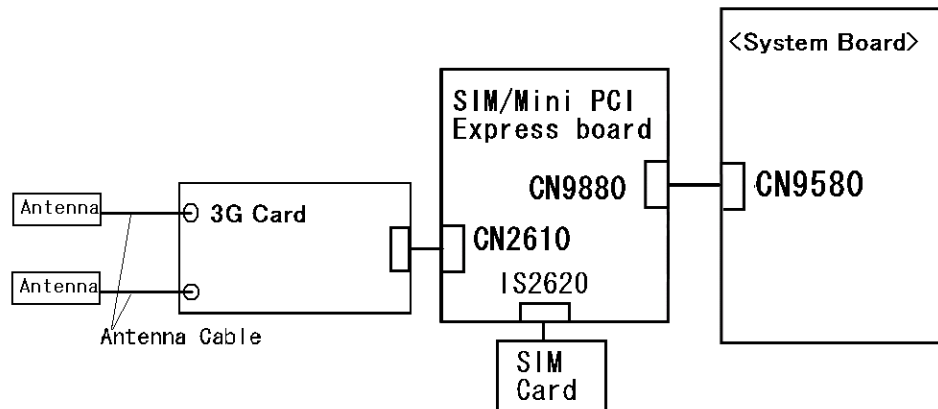 <System Board>
SIM/Mini PCI
Express board
CN9880
CN9580
Antenna
3G Card
CN2610
Antenna
IS2620
Antenna Cable
SIM
Card